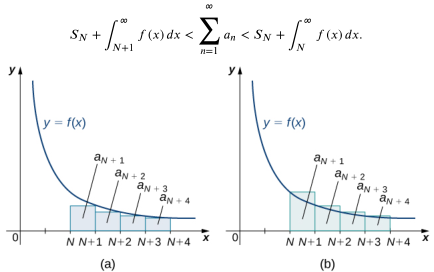 S_N + ∫_{N+1}^{∞} f(x) dx < ∑_{n=1}^{∞} a_n < S_N + ∫_{N}^{∞} f(x) dx.
y
y = f(x)
a_{N + 1}
a_{N + 2}
a_{N + 3}
a_{N + 4}
0
N N+1 N+2 N+3 N+4
x
(a)
y
y = f(x)
a_{N + 1}
a_{N + 2}
a_{N + 3}
a_{N + 4}
0
N N+1 N+2 N+3 N+4
x
(b)